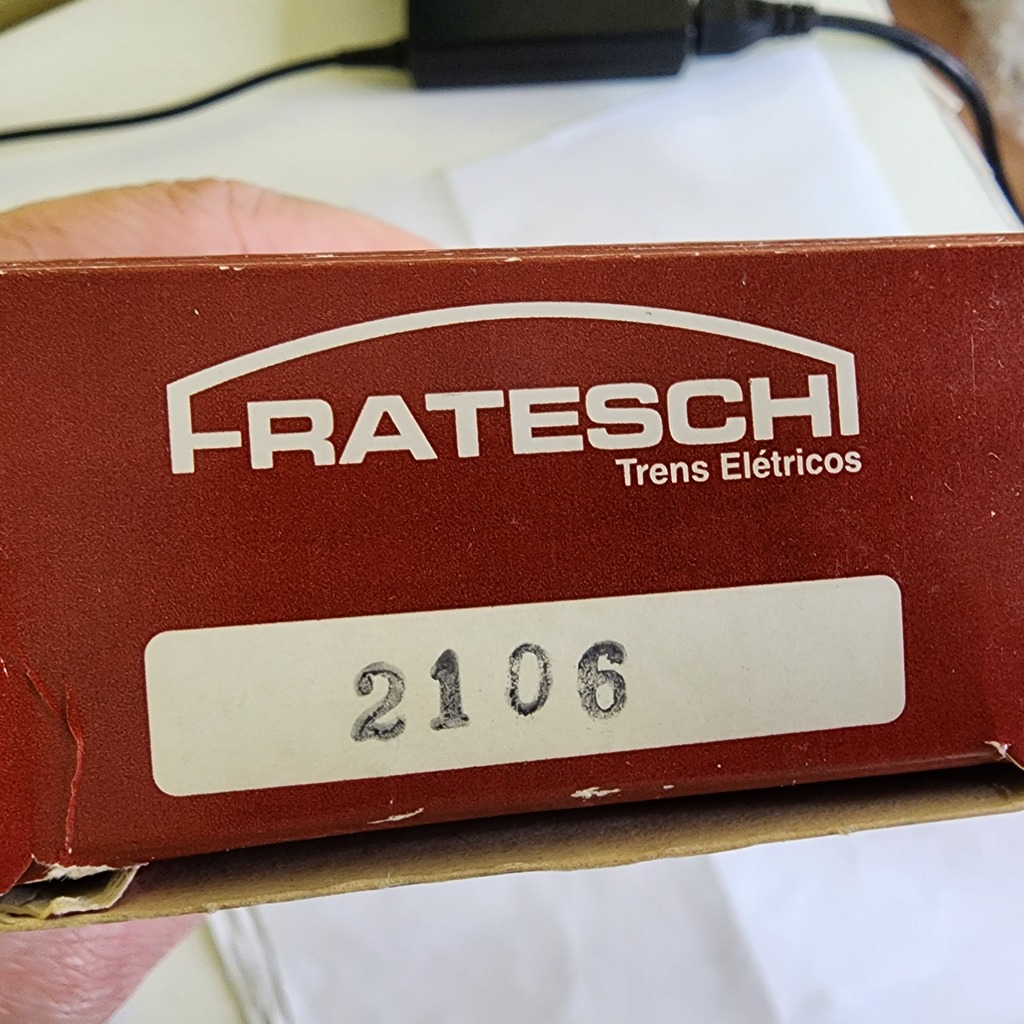 FRATESCHI
Trens Elétricos
2106